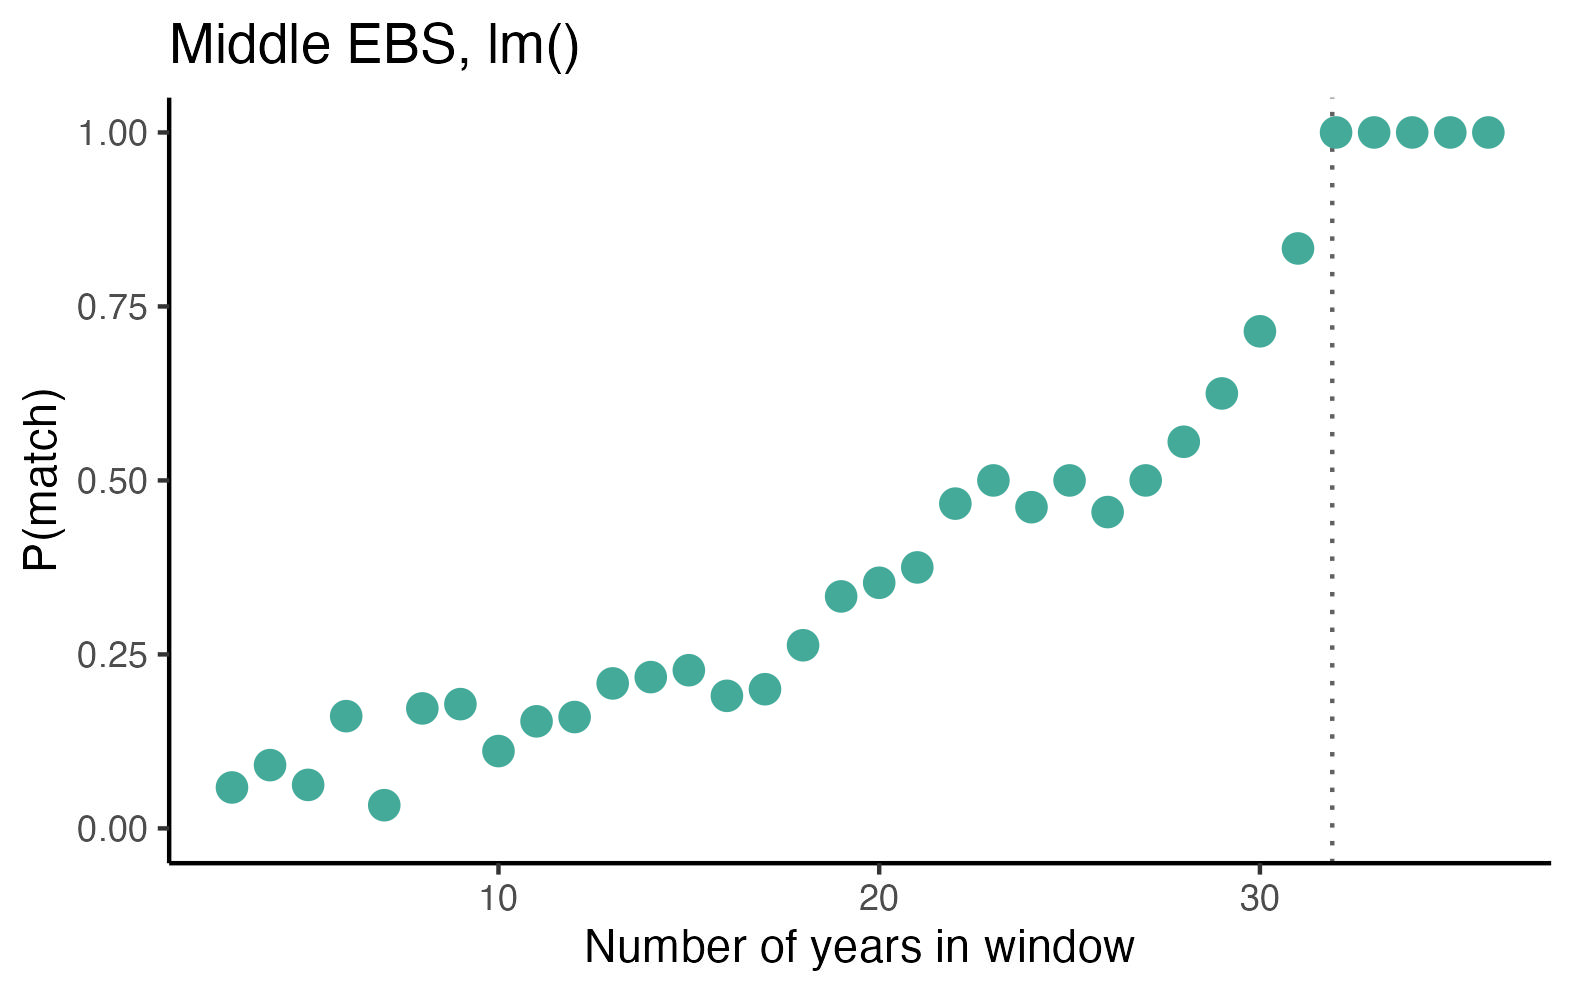 Middle EBS, lm()
1.00
0.75
0.50
0.25
0.00
P(match)
10 20 30
Number of years in window